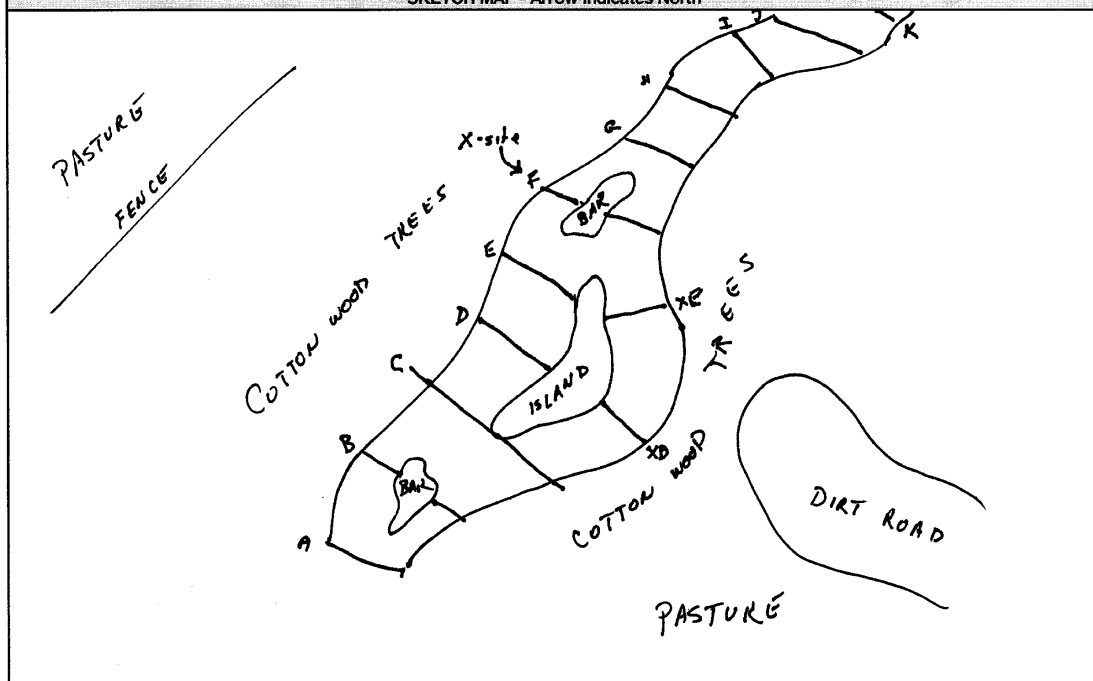 SKETCH MAP - Arrow Indicates North
I
J
K
H
G
PASTURE
FENCE
X-site
F
BAR
COTTON WOOD TREES
E
D
XE
C
ISLAND
B
BAR
XD
COTTON WOOD TREES
A
DIRT ROAD
PASTURE